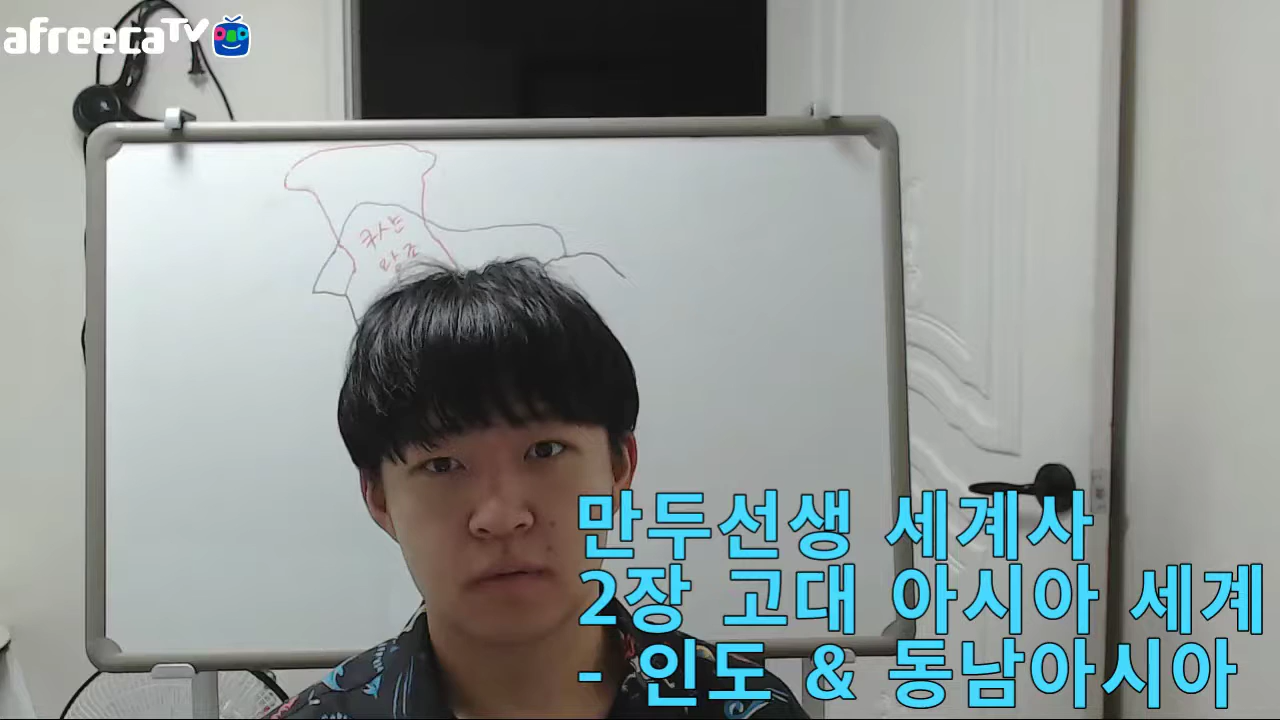 afreecaTV
쿠샨
왕조
만두선생 세계사
2장 고대 아시아 세계
- 인도 & 동남아시아